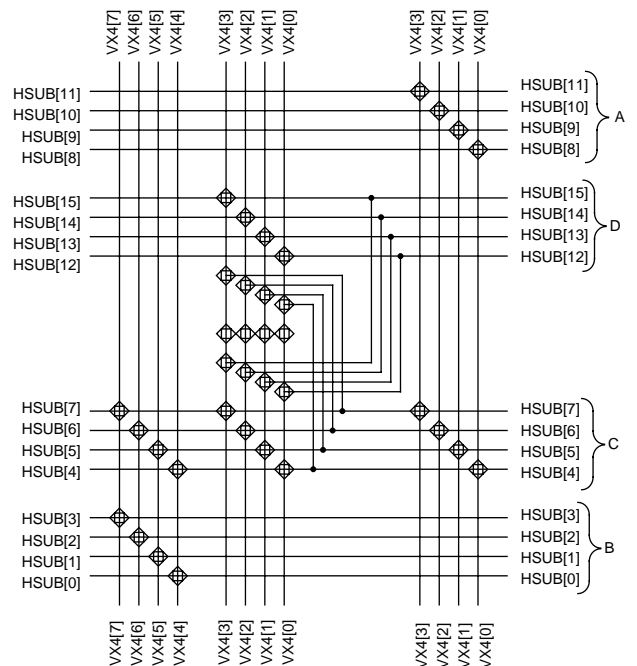 VX4[7] VX4[6] VX4[5] VX4[4] VX4[3] VX4[2] VX4[1] VX4[0] VX4[3] VX4[2] VX4[1] VX4[0]
HSUB[11] HSUB[11]
HSUB[10] HSUB[10] A
HSUB[9] HSUB[9]
HSUB[8] HSUB[8]
HSUB[15] HSUB[15]
HSUB[14] HSUB[14] D
HSUB[13] HSUB[13]
HSUB[12] HSUB[12]
HSUB[7] HSUB[7]
HSUB[6] HSUB[6] C
HSUB[5] HSUB[5]
HSUB[4] HSUB[4]
HSUB[3] HSUB[3]
HSUB[2] HSUB[2] B
HSUB[1] HSUB[1]
HSUB[0] HSUB[0]
VX4[7] VX4[6] VX4[5] VX4[4] VX4[3] VX4[2] VX4[1] VX4[0] VX4[3] VX4[2] VX4[1] VX4[0]